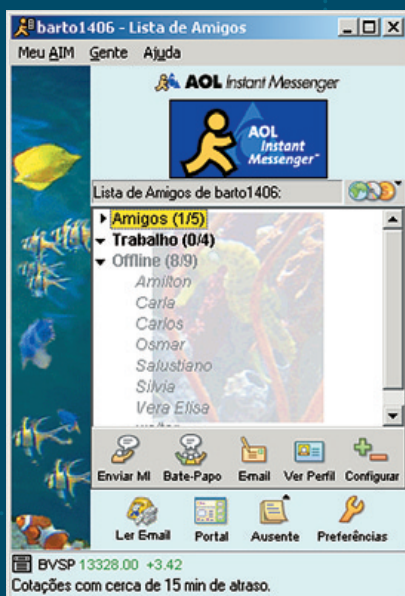 barto1406 - Lista de Amigos
Meu AIM Gente Ajuda
AOL Instant Messenger
AOL
Instant
Messenger
Lista de Amigos de barto1406:
Amigos (1/5)
Trabalho (0/4)
Offline (8/9)
Amilton
Carla
Carlos
Osmar
Salustiano
Silvia
Vera Elisa
Enviar MI Bate-Papo Email Ver Perfil Configurar
Ler Email Portal Ausente Preferências
BVSP 13328.00 +3.42
Cotações com cerca de 15 min de atraso.